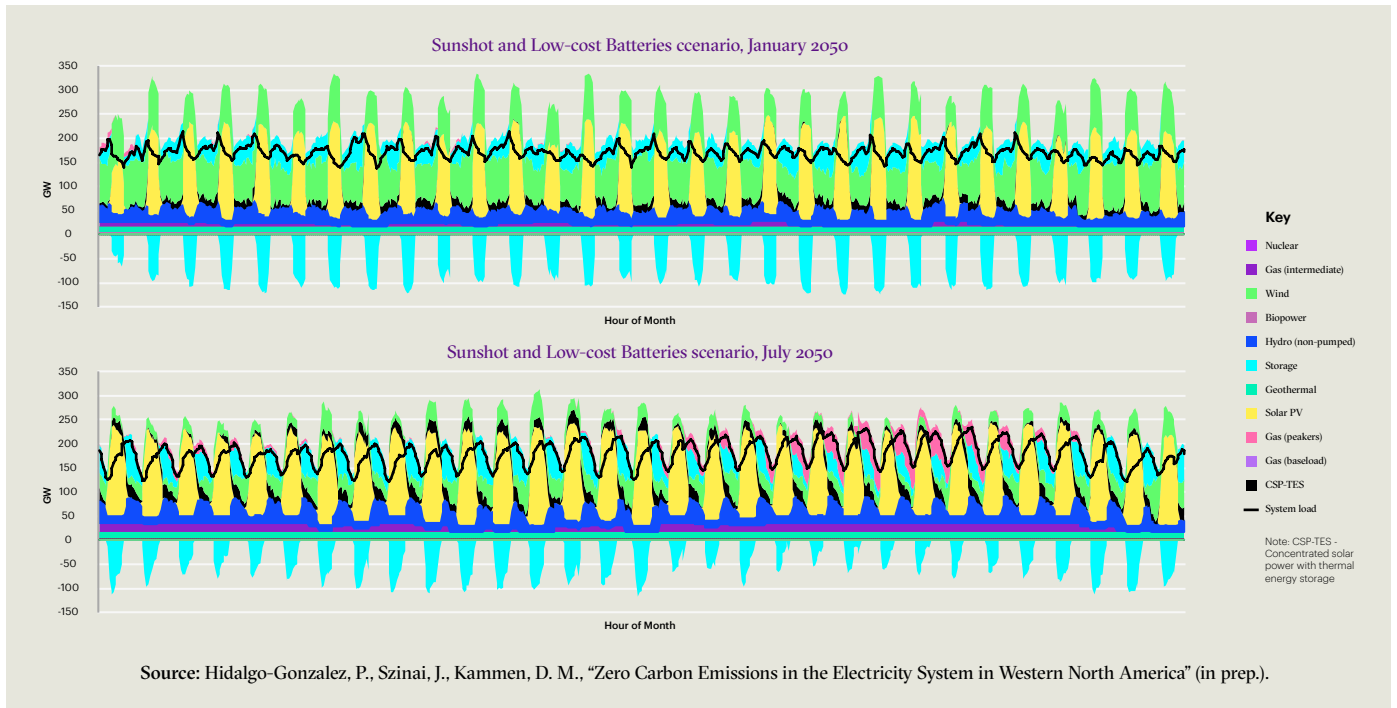 Sunshot and Low-cost Batteries ccenario, January 2050
350
300
250
200
150
100
50
0
-50
-100
-150
GW
Hour of Month
Sunshot and Low-cost Batteries scenario, July 2050
350
300
250
200
150
100
50
0
-50
-100
-150
GW
Hour of Month
Key
Nuclear
Gas (intermediate)
Wind
Biopower
Hydro (non-pumped)
Storage
Geothermal
Solar PV
Gas (peakers)
Gas (baseload)
CSP-TES
System load
Note: CSP-TES -
Concentrated solar
power with thermal
energy storage
Source: Hidalgo-Gonzalez, P., Szinai, J., Kammen, D. M., “Zero Carbon Emissions in the Electricity System in Western North America” (in prep.).